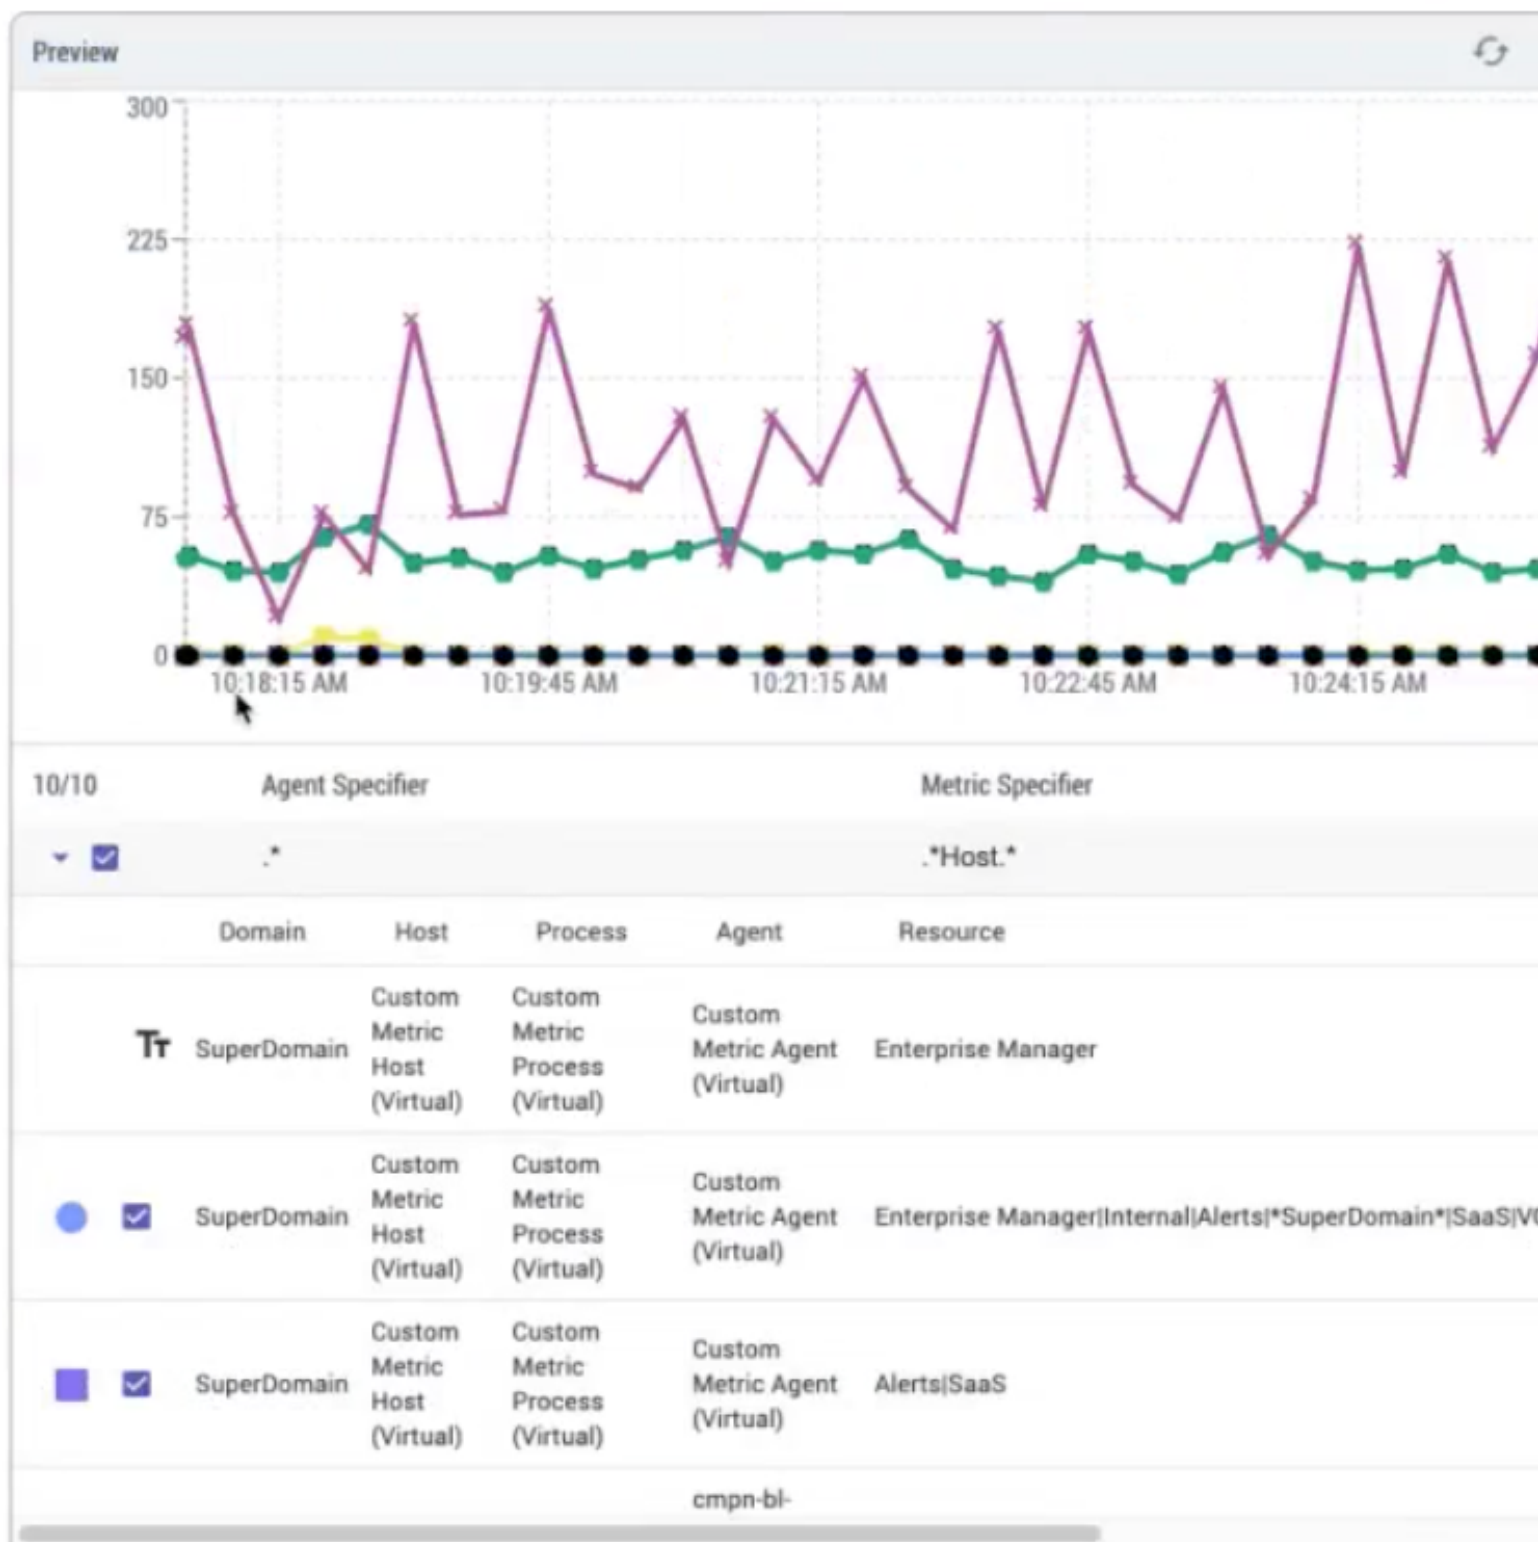 Preview
300
225
150
75
0
10:18:15 AM 10:19:45 AM 10:21:15 AM 10:22:45 AM 10:24:15 AM
10/10 Agent Specifier Metric Specifier
.* .*Host.*
Domain Host Process Agent Resource
Tт SuperDomain Custom Metric Host (Virtual) Custom Metric Process (Virtual) Custom Metric Agent (Virtual) Enterprise Manager
SuperDomain Custom Metric Host (Virtual) Custom Metric Process (Virtual) Custom Metric Agent (Virtual) Enterprise Manager|Internal|Alerts|*SuperDomain*|SaaS|
SuperDomain Custom Metric Host (Virtual) Custom Metric Process (Virtual) Custom Metric Agent (Virtual) Alerts|SaaS
cmpn-bl-